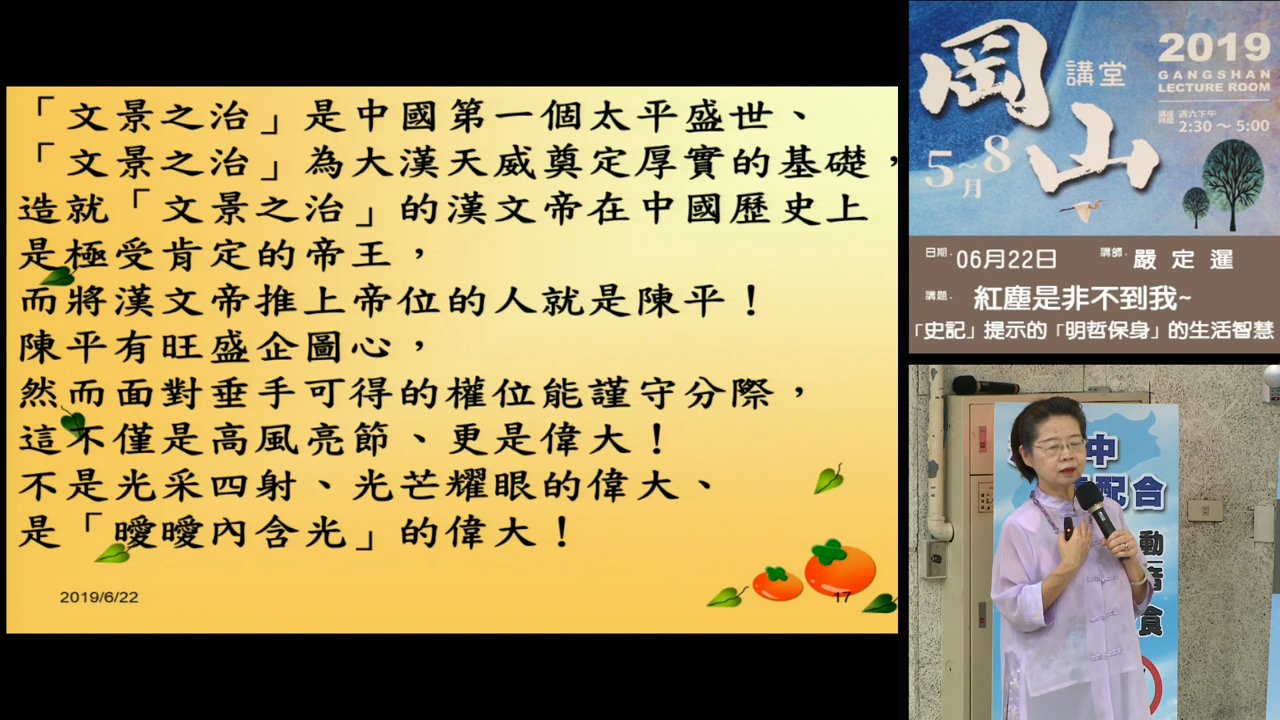 「文景之治」是中國第一個太平盛世、
「文景之治」為大漢天威奠定厚實的基礎，
造就「文景之治」的漢文帝在中國歷史上
是極受肯定的帝王，
而將漢文帝推上帝位的人就是陳平！
陳平有旺盛企圖心，
然而面對垂手可得的權位能謹守分際，
這不僅是高風亮節、更是偉大！
不是光采四射、光芒耀眼的偉大、
是「曖曖內含光」的偉大！
2019/6/22
17
岡山
講堂
2019
GANGSHAN
LECTURE ROOM
週六下午
2:30～5:00
5～8月
日期. 06月22日 講師. 嚴定暹
講題. 紅塵是非不到我~
「史記」提示的「明哲保身」的生活智慧
中
配合
動
食